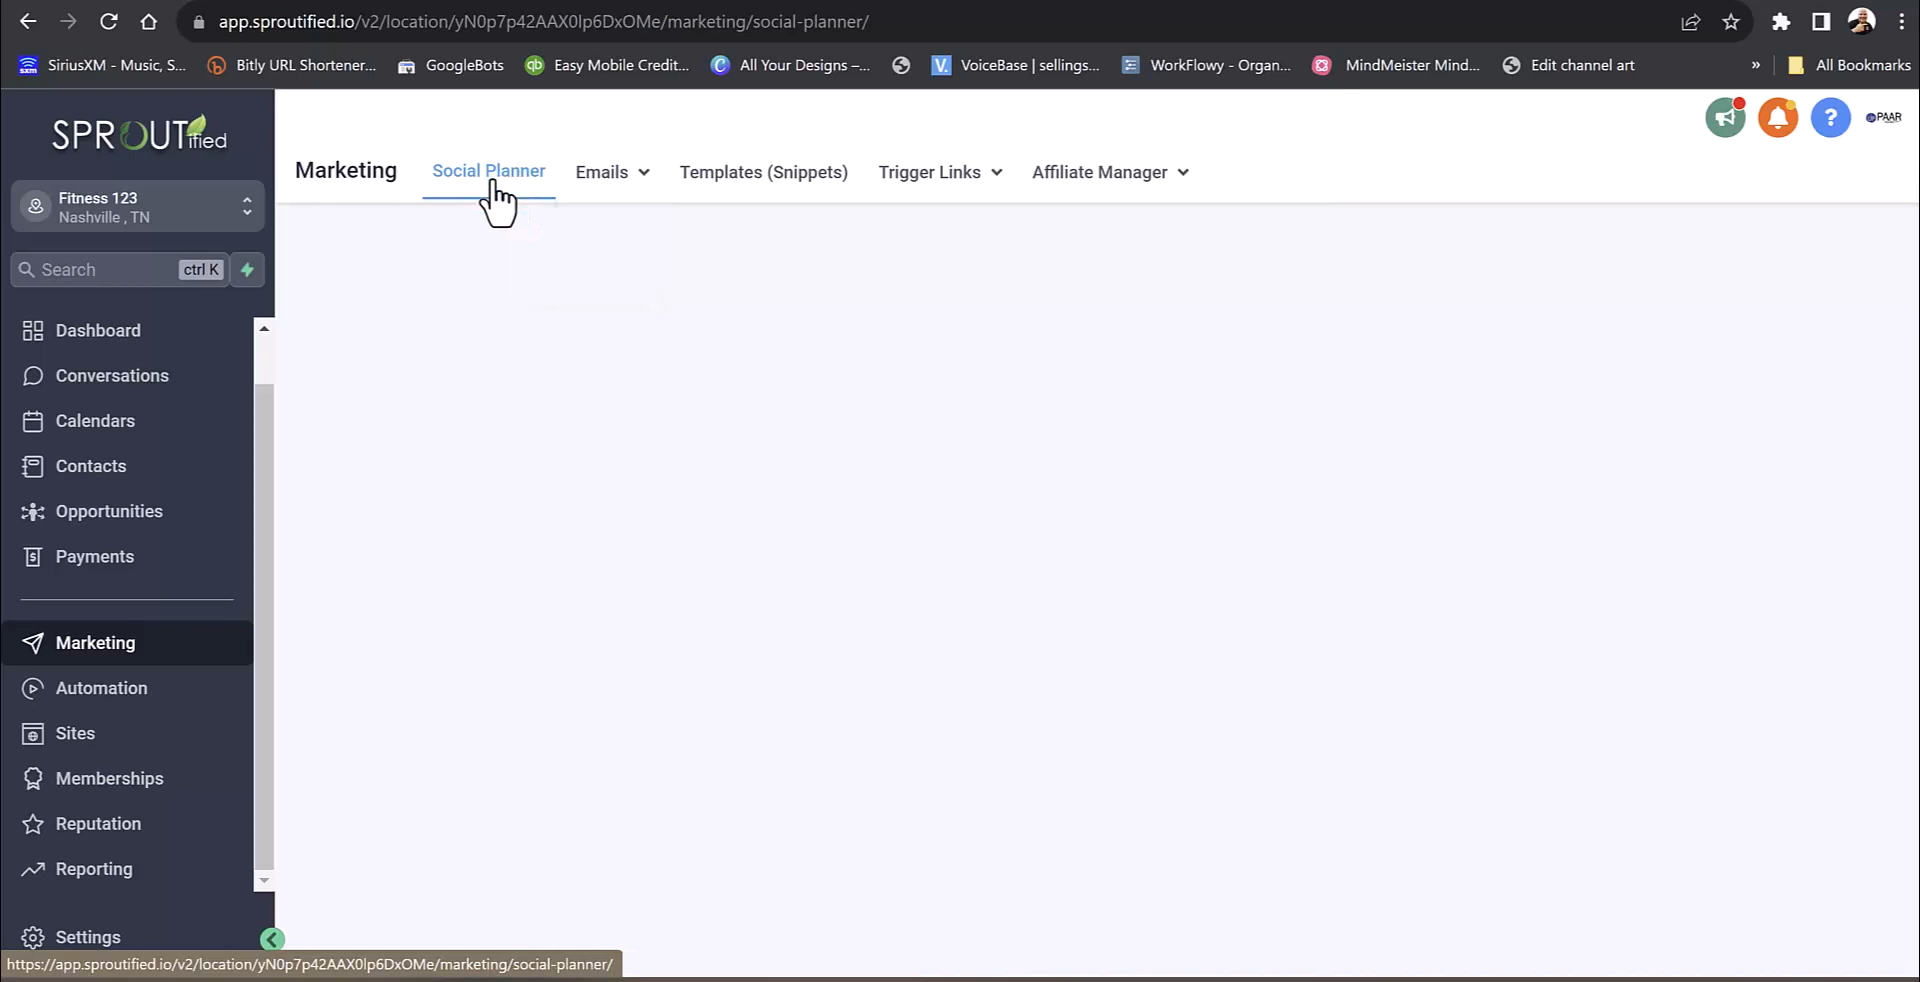 app.sproutified.io/v2/location/yN0p7p42AAX0lp6DxOMe/marketing/social-planner/
SiriusXM - Music, S...
Bitly URL Shortener...
GoogleBots
Easy Mobile Credit...
All Your Designs –...
VoiceBase | sellings...
WorkFlowy - Organ...
MindMeister Mind...
Edit channel art
»
All Bookmarks
SPROUTified
PAAR
Marketing
Social Planner
Emails
Templates (Snippets)
Trigger Links
Affiliate Manager
Fitness 123
Nashville , TN
Search
ctrl K
Dashboard
Conversations
Calendars
Contacts
Opportunities
Payments
Marketing
Automation
Sites
Memberships
Reputation
Reporting
Settings
https://app.sproutified.io/v2/location/yN0p7p42AAX0lp6DxOMe/marketing/social-planner/